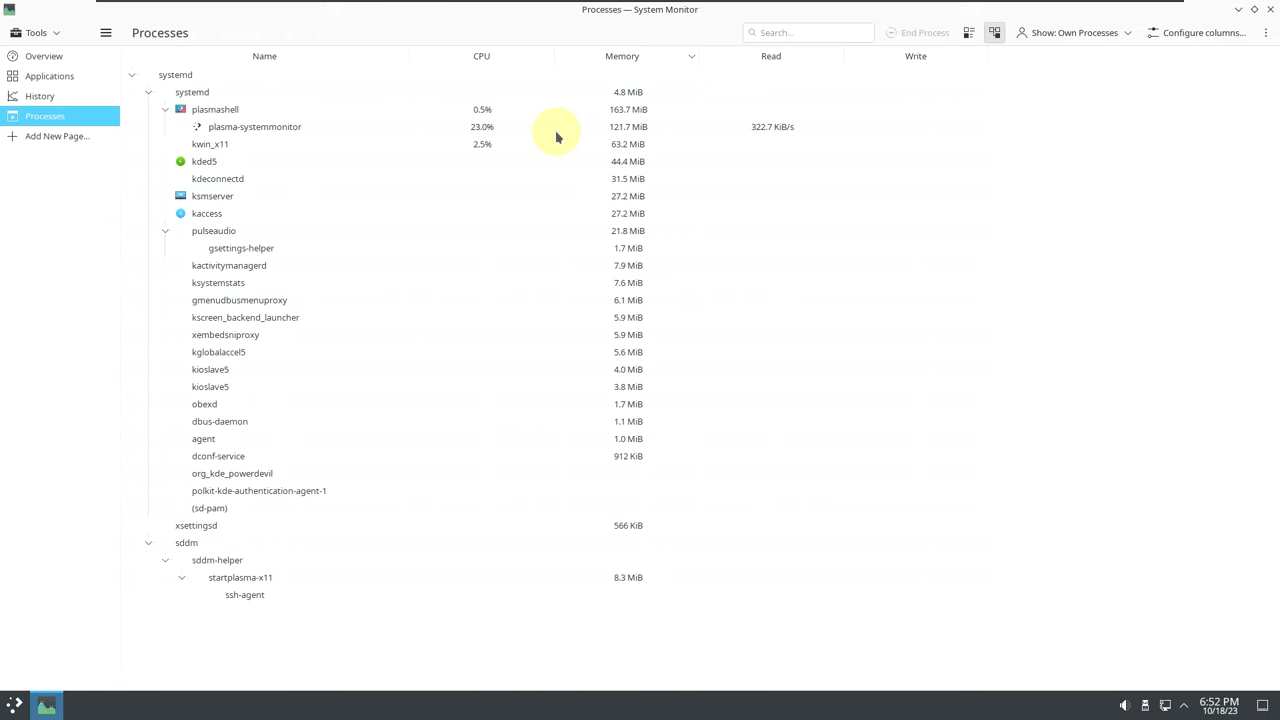 Processes — System Monitor
Tools
Processes
Search...
End Process
Show: Own Processes
Configure columns...
Overview
Applications
History
Processes
Add New Page...
Name CPU Memory Read Write
systemd
systemd 4.8 MiB
plasmashell 0.5% 163.7 MiB
plasma-systemmonitor 23.0% 121.7 MiB 322.7 KiB/s
kwin_x11 2.5% 63.2 MiB
kded5 44.4 MiB
kdeconnectd 31.5 MiB
ksmserver 27.2 MiB
kaccess 27.2 MiB
pulseaudio 21.8 MiB
gsettings-helper 1.7 MiB
kactivitymanagerd 7.9 MiB
ksystemstats 7.6 MiB
gmenudbusmenuproxy 6.1 MiB
kscreen_backend_launcher 5.9 MiB
xembedsniproxy 5.9 MiB
kglobalaccel5 5.6 MiB
kioslave5 4.0 MiB
kioslave5 3.8 MiB
obexd 1.7 MiB
dbus-daemon 1.1 MiB
agent 1.0 MiB
dconf-service 912 KiB
org_kde_powerdevil
polkit-kde-authentication-agent-1
(sd-pam)
xsettingsd 566 KiB
sddm
sddm-helper
startplasma-x11 8.3 MiB
ssh-agent
6:52 PM
10/18/23